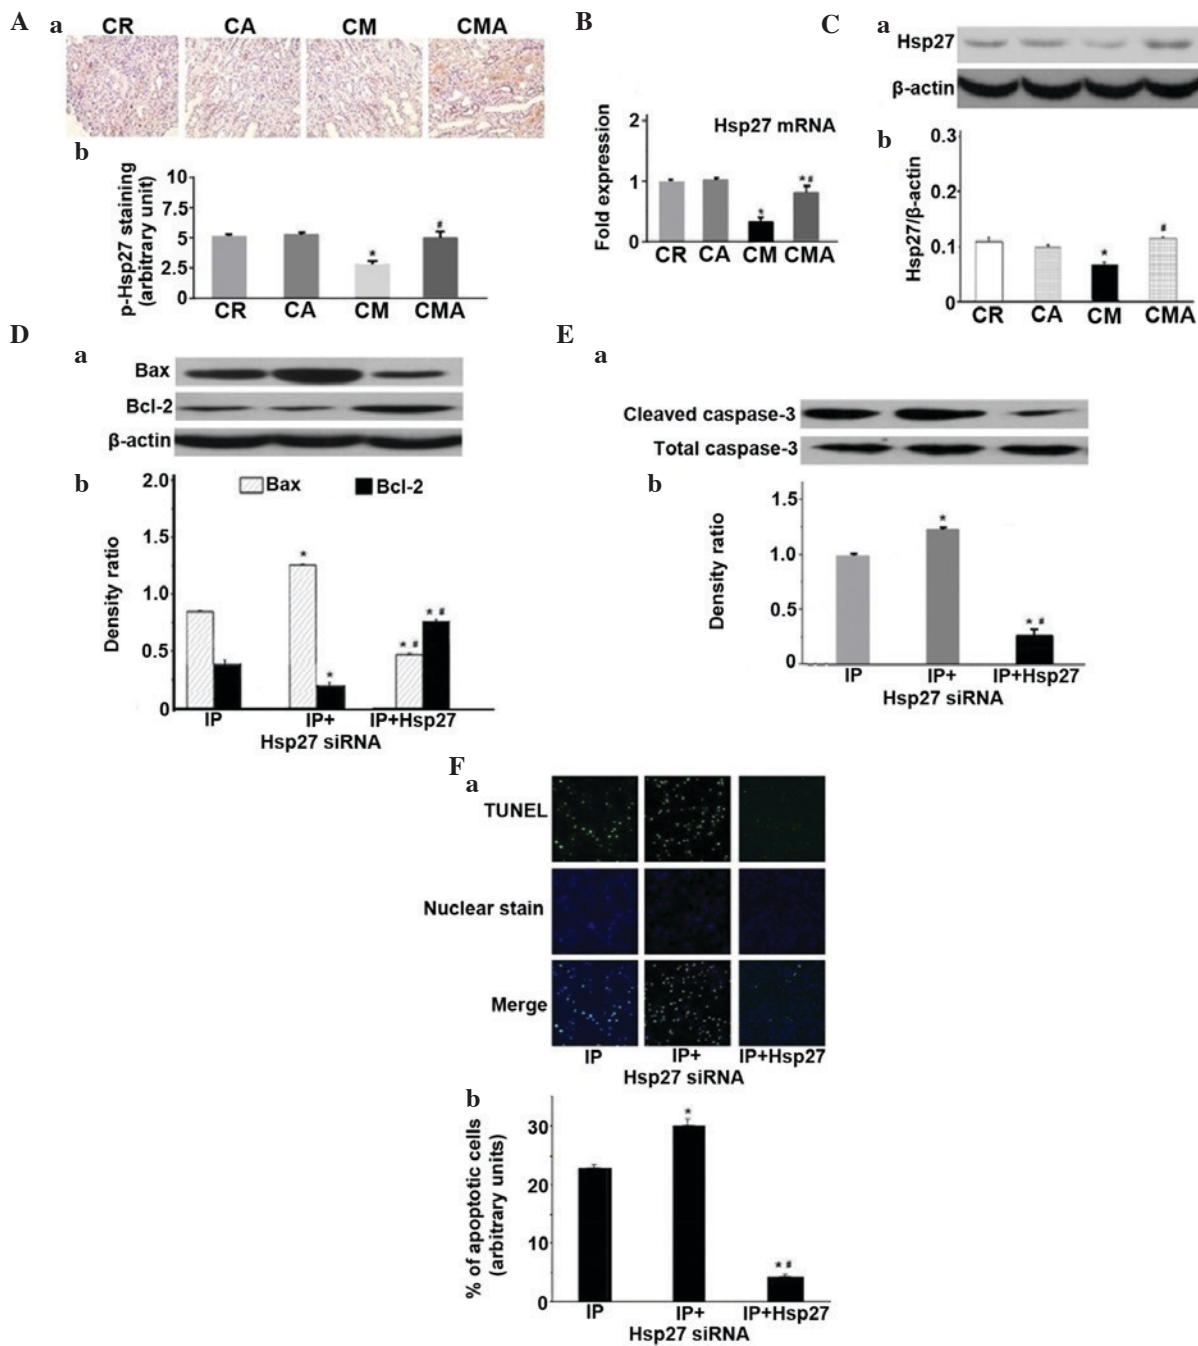 A a CR CA CM CMA
b
p-Hsp27 staining
(arbitrary unit)
10
7.5
5
2.5
0
* #
CR CA CM CMA
B
Hsp27 mRNA
Fold expression
2
1
0
* *#
CR CA CM CMA
C a
Hsp27
β-actin
b
Hsp27/β-actin
0.3
0.2
0.1
0
* #
CR CA CM CMA
D
a
Bax
Bcl-2
β-actin
b
Bax Bcl-2
Density ratio
2.0
1.5
1.0
0.5
0
* * * # * #
IP IP+ IP+Hsp27
Hsp27 siRNA
E
a
Cleaved caspase-3
Total caspase-3
b
Density ratio
1.5
1.0
0.5
0
* * #
IP IP+ IP+Hsp27
Hsp27 siRNA
F
a
TUNEL
Nuclear stain
Merge
IP IP+ IP+Hsp27
Hsp27 siRNA
b
% of apoptotic cells
(arbitrary units)
30
20
10
0
* * #
IP IP+ IP+Hsp27
Hsp27 siRNA